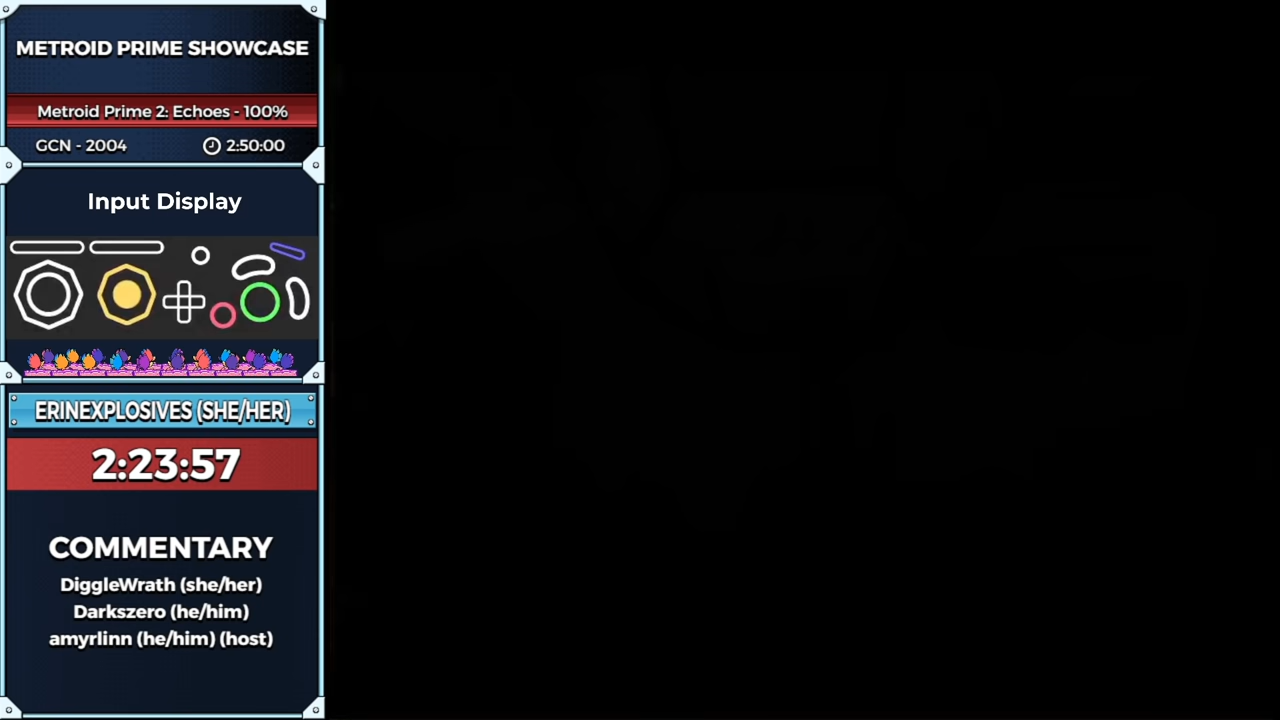 METROID PRIME SHOWCASE
Metroid Prime 2: Echoes - 100%
GCN - 2004 2:50:00
Input Display
ERINEXPLOSIVES (SHE/HER)
2:23:57
COMMENTARY
DiggleWrath (she/her)
Darkszero (he/him)
amyrlinn (he/him) (host)